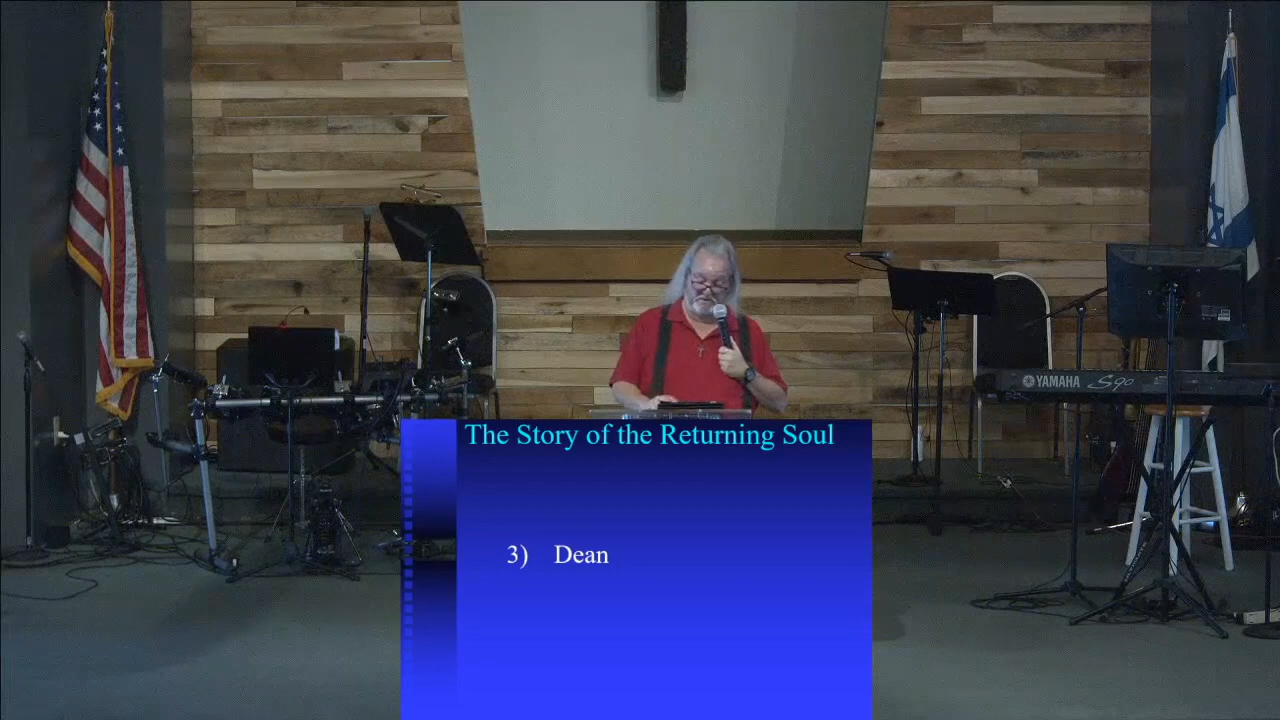 YAMAHA S90
The Story of the Returning Soul
3) Dean